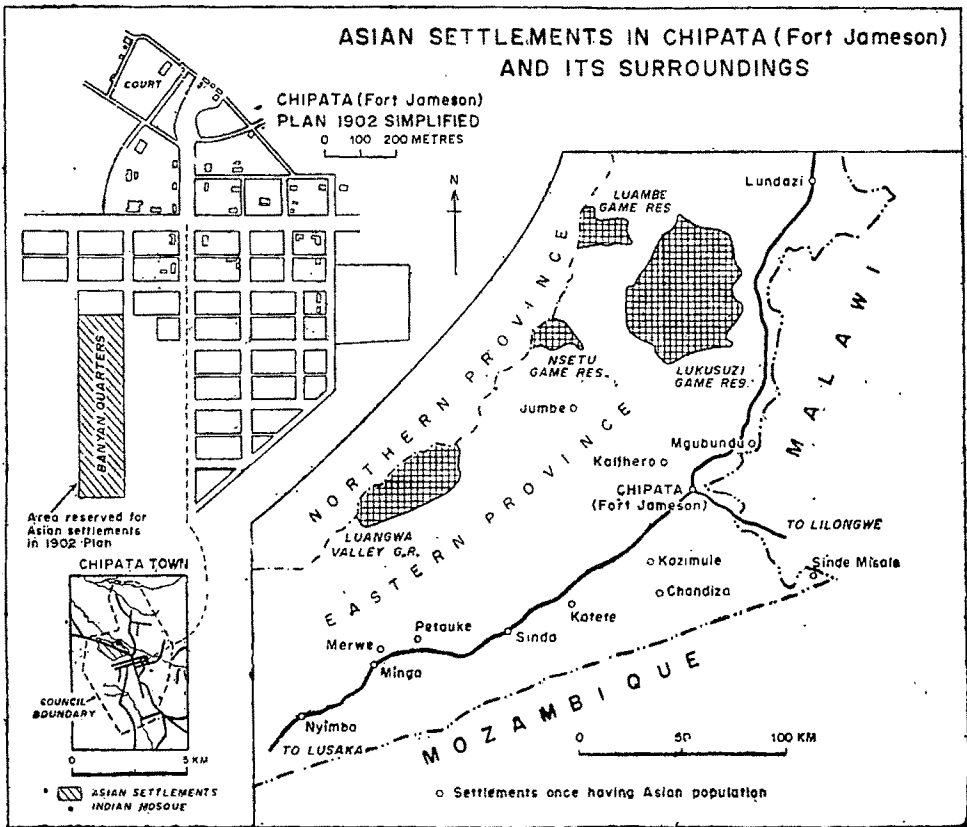 ASIAN SETTLEMENTS IN CHIPATA (Fort Jameson)
AND ITS SURROUNDINGS
COURT
CHIPATA (Fort Jameson)
PLAN 1902 SIMPLIFIED
0 100 200 METRES
N
BANYAN QUARTERS
Area reserved for
Asian settlements
in 1902 Plan
CHIPATA TOWN
COUNCIL
BOUNDARY
0 5 KM
ASIAN SETTLEMENTS
INDIAN MOSQUE
Lundazi
LUAMBE
GAME RES
NORTHERN PROVINCE
NSETU
GAME RES.
LUKUSUZI
GAME RES.
MALAWI
Jumbe
EASTERN PROVINCE
Mgubundu
Kalihero
CHIPATA
(Fort Jameson)
TO LILONGWE
LUANGWA
VALLEY G.R.
Kazimule
Sinde Misale
Chandiza
Katete
Petauke
Sinda
Merwe
Minga
MOZAMBIQUE
Nyimba
TO LUSAKA
0 50 100 KM
Settlements once having Asian population